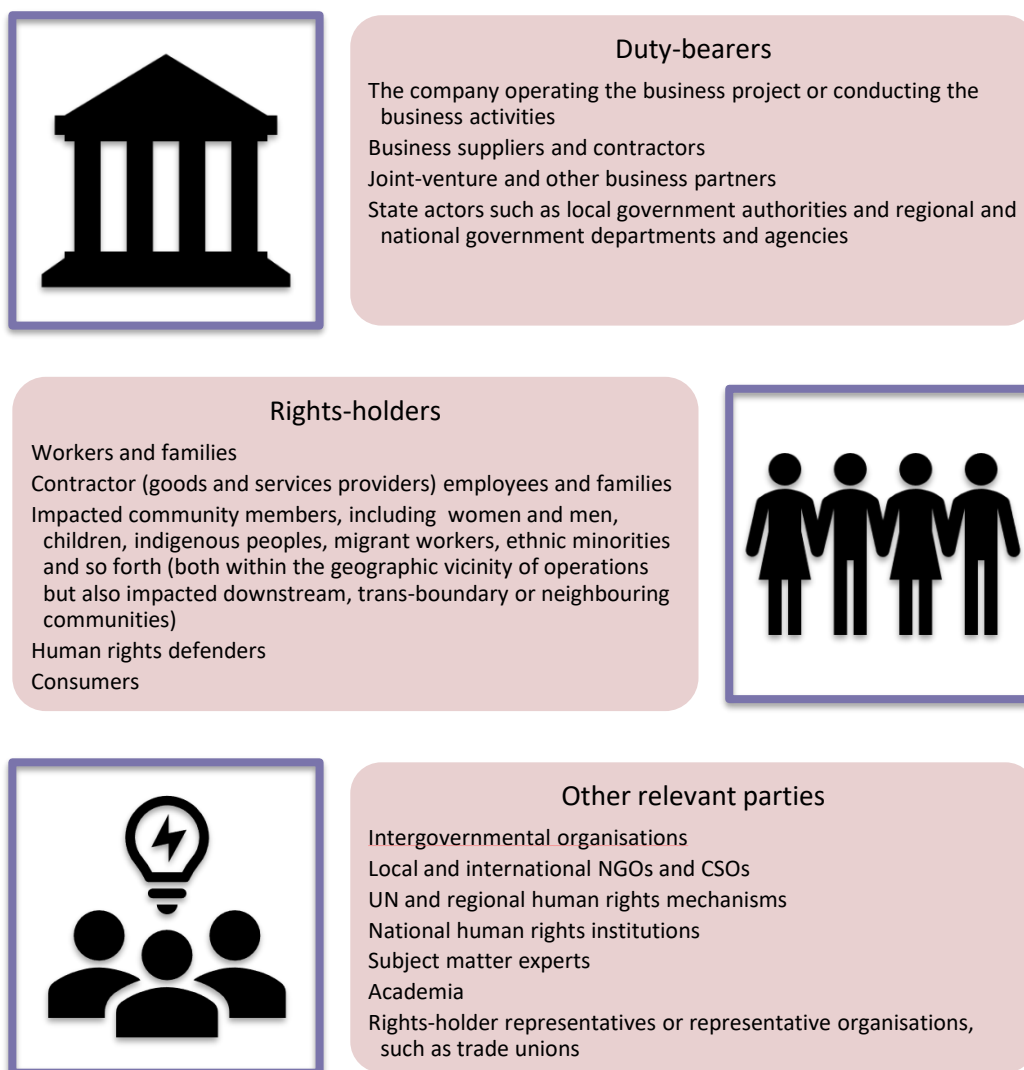 Duty-bearers
The company operating the business project or conducting the
business activities
Business suppliers and contractors
Joint-venture and other business partners
State actors such as local government authorities and regional and
national government departments and agencies
Rights-holders
Workers and families
Contractor (goods and services providers) employees and families
Impacted community members, including women and men,
children, indigenous peoples, migrant workers, ethnic minorities
and so forth (both within the geographic vicinity of operations
but also impacted downstream, trans-boundary or neighbouring
communities)
Human rights defenders
Consumers
Other relevant parties
Intergovernmental organisations
Local and international NGOs and CSOs
UN and regional human rights mechanisms
National human rights institutions
Subject matter experts
Academia
Rights-holder representatives or representative organisations,
such as trade unions